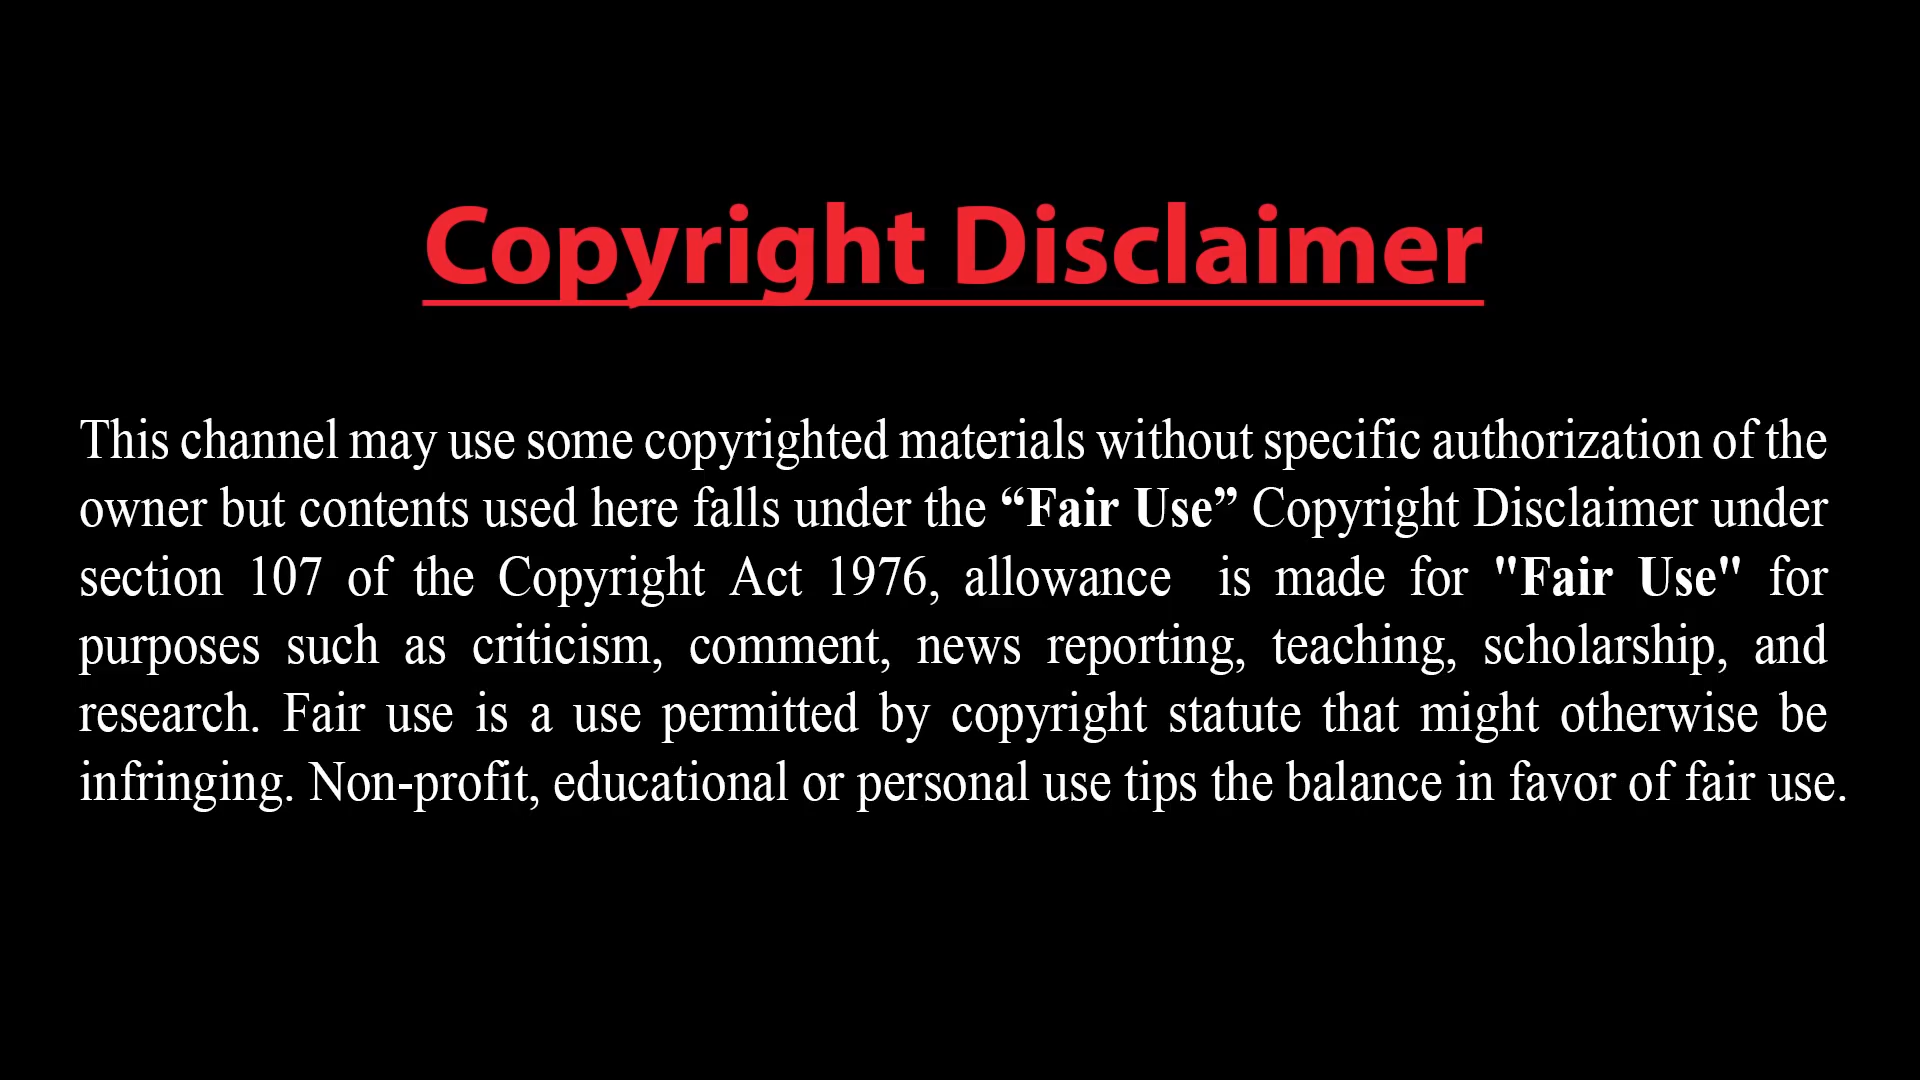 Copyright Disclaimer
This channel may use some copyrighted materials without specific authorization of the
owner but contents used here falls under the “Fair Use” Copyright Disclaimer under
section 107 of the Copyright Act 1976, allowance  is made for "Fair Use" for
purposes such as criticism, comment, news reporting, teaching, scholarship, and
research. Fair use is a use permitted by copyright statute that might otherwise be
infringing. Non-profit, educational or personal use tips the balance in favor of fair use.